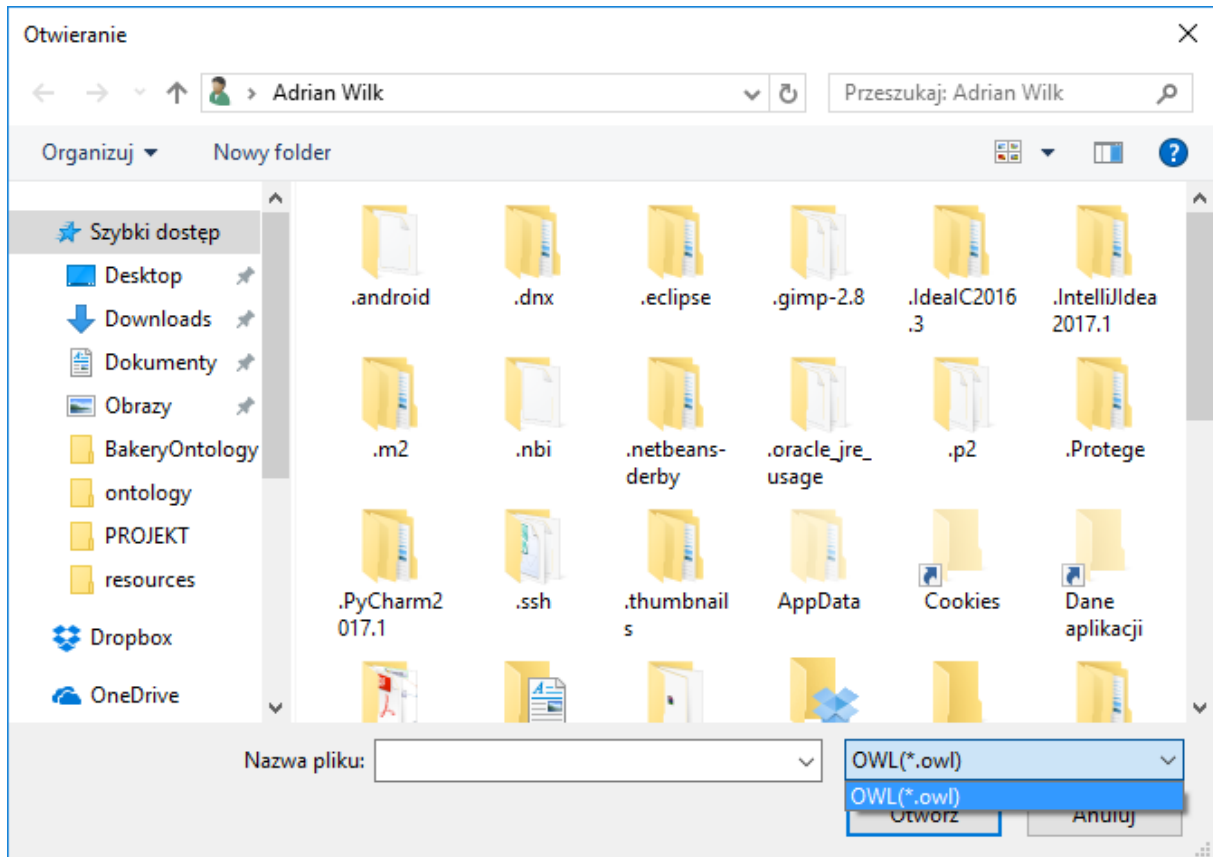 Otwieranie
Adrian Wilk
Przeszukaj: Adrian Wilk
Organizuj
Nowy folder
?
Szybki dostęp
Desktop
Downloads
Dokumenty
Obrazy
BakeryOntology
ontology
PROJEKT
resources
Dropbox
OneDrive
.android
.dnx
.eclipse
.gimp-2.8
.IdeaIC2016
.3
.IntelliJIdea
2017.1
.m2
.nbi
.netbeans-
derby
.oracle_jre_
usage
.p2
.Protege
.PyCharm2
017.1
.ssh
.thumbnail
s
AppData
Cookies
Dane
aplikacji
Nazwa pliku:
OWL(*.owl)
OWL(*.owl)
Otwórz
Anuluj